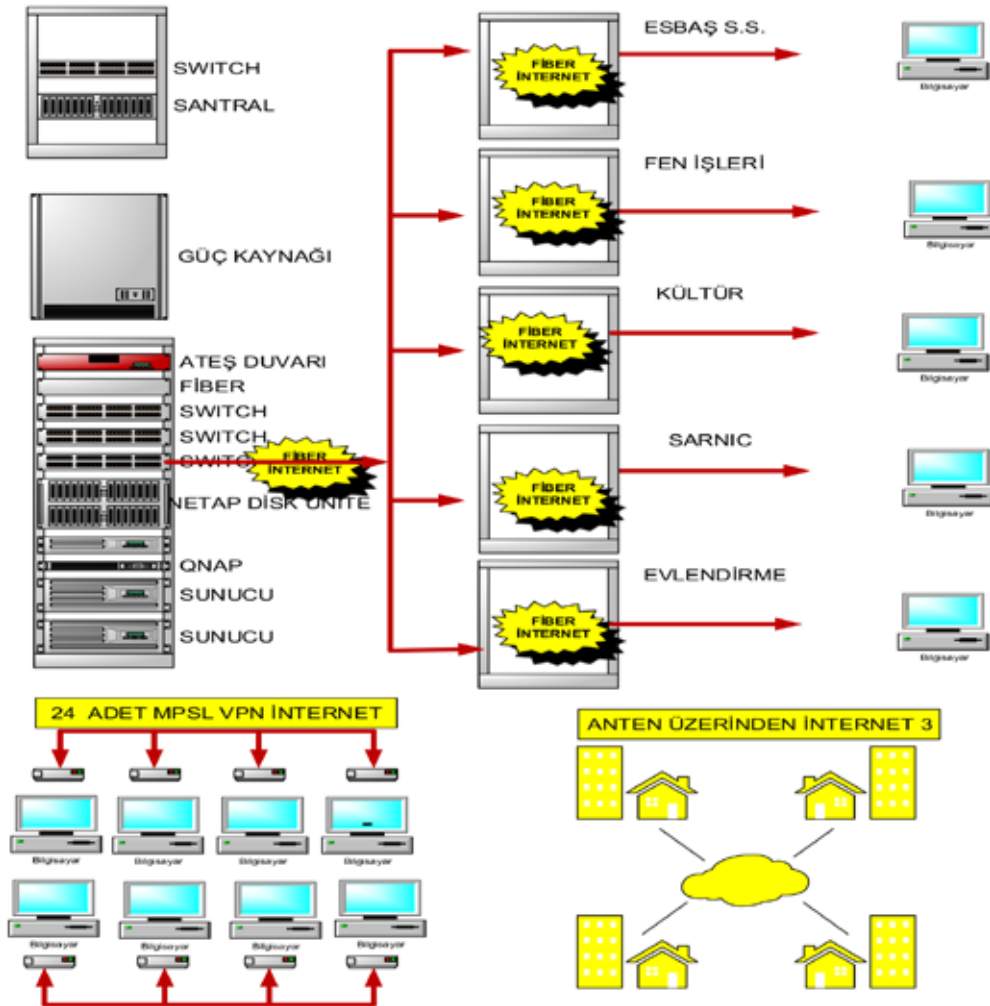 SWITCH
SANTRAL
GÜÇ KAYNAĞI
ATEŞ DUVARI
FİBER
SWITCH
SWITCH
SWITCH
FİBER
İNTERNET
NETAP DİSK ÜNİTE
QNAP
SUNUCU
SUNUCU
FİBER
İNTERNET
ESBAŞ S.S.
Bilgisayar
FİBER
İNTERNET
FEN İŞLERİ
Bilgisayar
FİBER
İNTERNET
KÜLTÜR
Bilgisayar
FİBER
İNTERNET
SARNIC
Bilgisayar
FİBER
İNTERNET
EVLENDİRME
Bilgisayar
24 ADET MPSL VPN İNTERNET
Bilgisayar
Bilgisayar
Bilgisayar
Bilgisayar
Bilgisayar
Bilgisayar
Bilgisayar
Bilgisayar
ANTEN ÜZERİNDEN İNTERNET 3